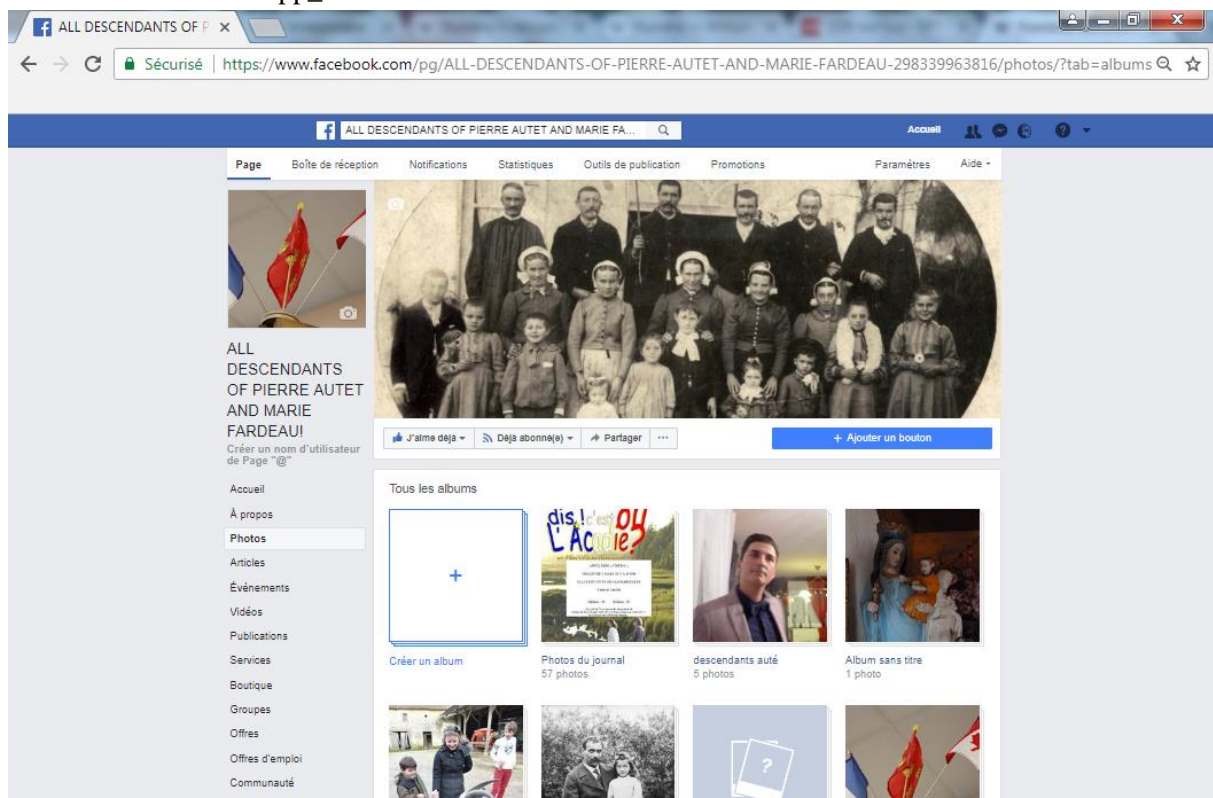 ALL DESCENDANTS OF P
Sécurisé | https://www.facebook.com/pg/ALL-DESCENDANTS-OF-PIERRE-AUTET-AND-MARIE-FARDEAU-298339963816/photos/?tab=albums
ALL DESCENDANTS OF PIERRE AUTET AND MARIE FA...
Accueil
Page Boîte de réception Notifications Statistiques Outils de publication Promotions Paramètres Aide
ALL
DESCENDANTS
OF PIERRE AUTET
AND MARIE
FARDEAU!
Créer un nom d'utilisateur
de Page "@"
J'aime déjà Déjà abonné(e) Partager ... + Ajouter un bouton
Accueil
À propos
Photos
Articles
Événements
Vidéos
Publications
Services
Boutique
Groupes
Offres
Offres d'emploi
Communauté
Tous les albums
dis, ! c'est OU
L'Acadie?
Créer un album
Photos du journal
57 photos
descendants auté
5 photos
Album sans titre
1 photo